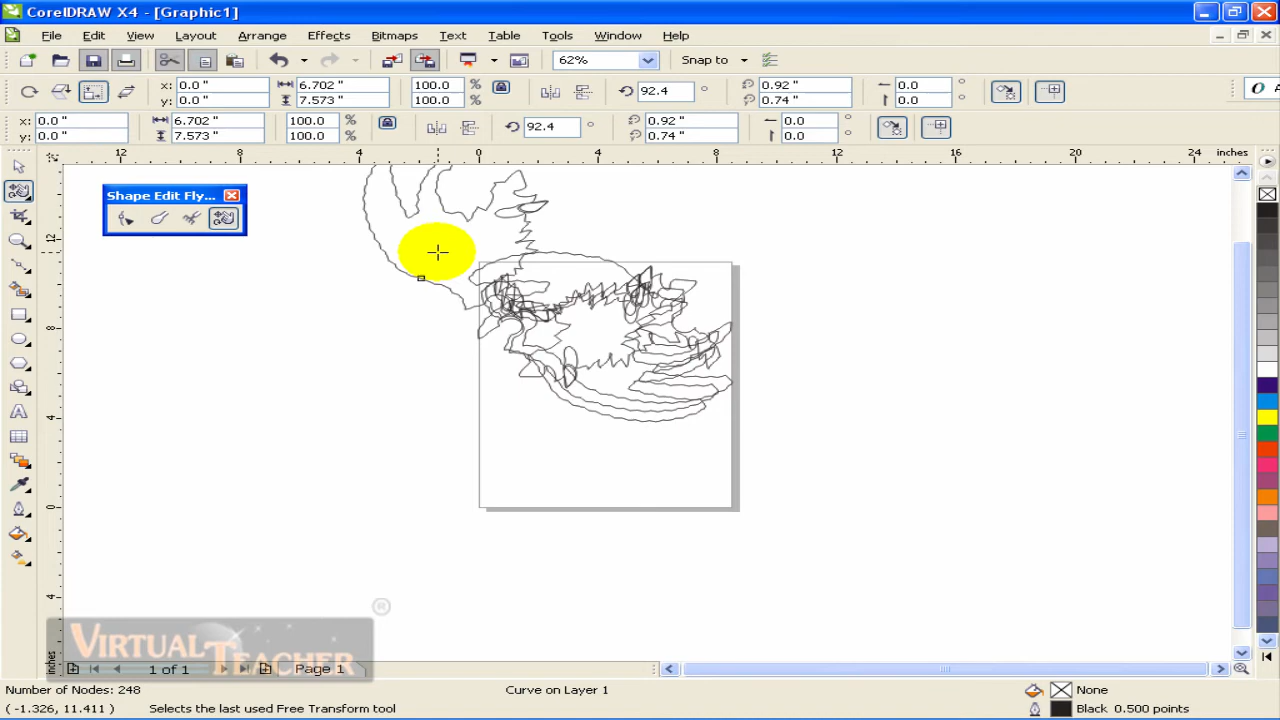 CorelDRAW X4 - [Graphic1]
File Edit View Layout Arrange Effects Bitmaps Text Table Tools Window Help
62% Snap to
x: 0.0 " 6.702 " 100.0 % 92.4 ° 0.92 " 0.0 °
y: 0.0 " 7.573 " 100.0 % 0.74 " 0.0 °
x: 0.0 " 6.702 " 100.0 % 92.4 ° 0.92 " 0.0 °
y: 0.0 " 7.573 " 100.0 % 0.74 " 0.0 °
12 8 4 0 4 8 12 16 20 24 inches
Shape Edit Fly...
12
8
4
0
4
inches
®
VIRTUAL TEACHER
1 of 1 Page 1
Number of Nodes: 248 Curve on Layer 1 None
( -1.326, 11.411 ) Selects the last used Free Transform tool Black 0.500 points